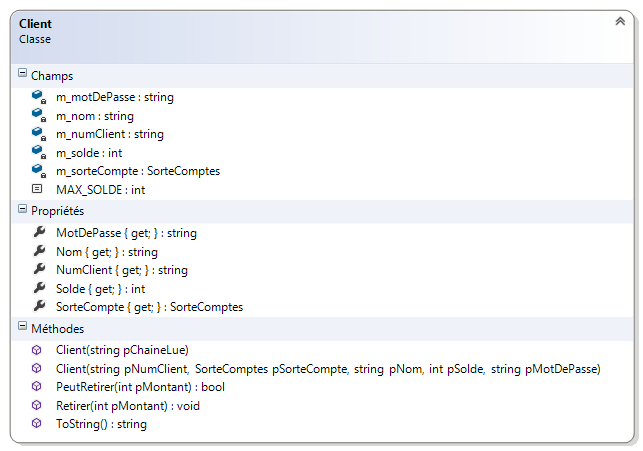 Client
Classe
Champs
m_motDePasse : string
m_nom : string
m_numClient : string
m_solde : int
m_sorteCompte : SorteComptes
MAX_SOLDE : int
Propriétés
MotDePasse { get; } : string
Nom { get; } : string
NumClient { get; } : string
Solde { get; } : int
SorteCompte { get; } : SorteComptes
Méthodes
Client(string pChaineLue)
Client(string pNumClient, SorteComptes pSorteCompte, string pNom, int pSolde, string pMotDePasse)
PeutRetirer(int pMontant) : bool
Retirer(int pMontant) : void
ToString() : string